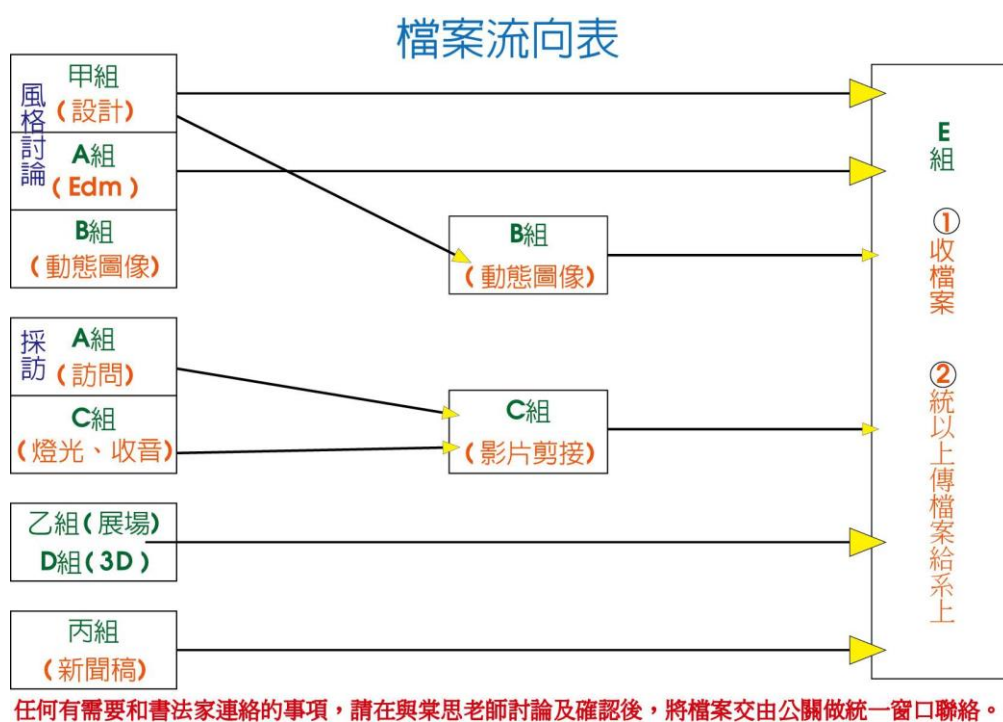 檔案流向表
風格討論
甲組
(設計)
A組
(Edm)
B組
(動態圖像)
B組
(動態圖像)
採訪
A組
(訪問)
C組
(燈光、收音)
C組
(影片剪接)
乙組(展場)
D組(3D)
丙組
(新聞稿)
E組
①收檔案
②統以上傳檔案給系上
任何有需要和書法家連絡的事項，請在與棠思老師討論及確認後，將檔案交由公關做統一窗口聯絡。